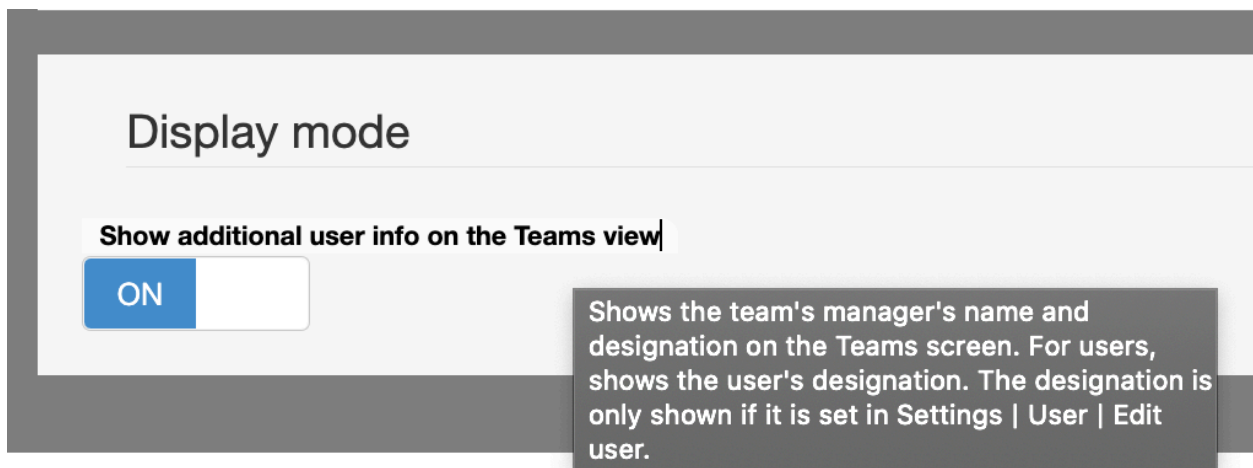 Display mode
Show additional user info on the Teams view
ON
Shows the team's manager's name and
designation on the Teams screen. For users,
shows the user's designation. The designation is
only shown if it is set in Settings | User | Edit
user.